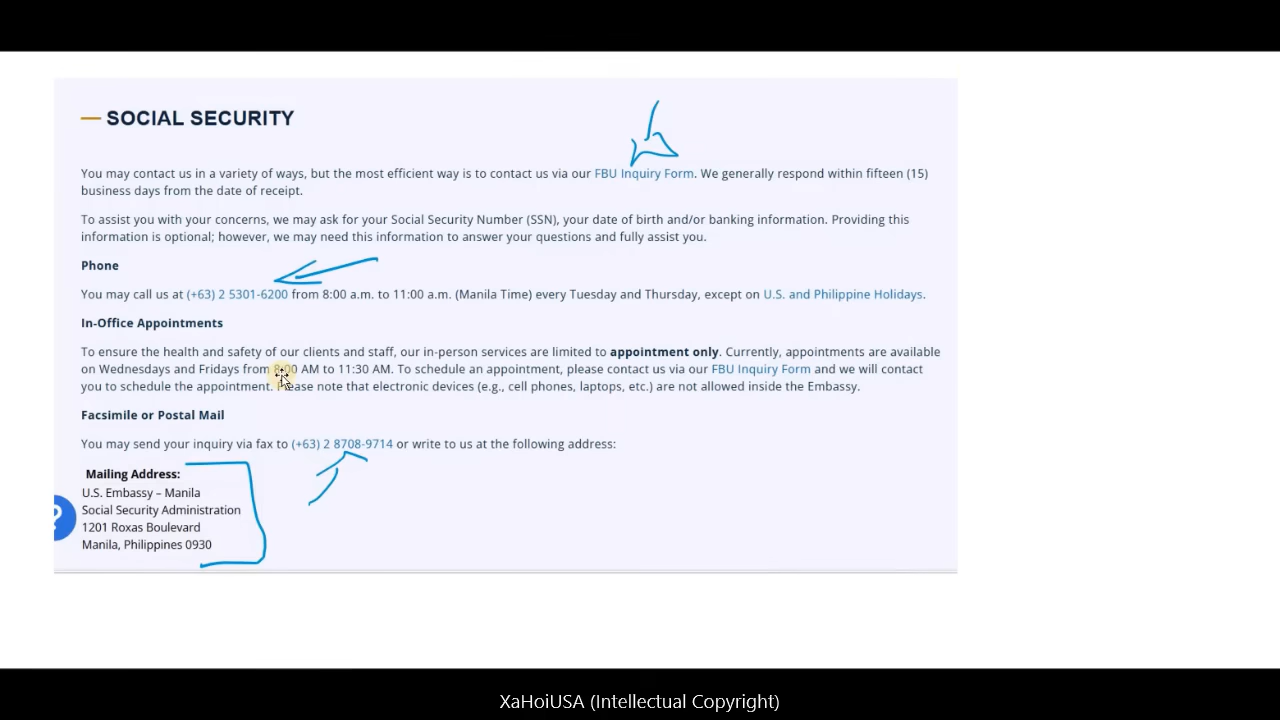 — SOCIAL SECURITY
You may contact us in a variety of ways, but the most efficient way is to contact us via our FBU Inquiry Form. We generally respond within fifteen (15)
business days from the date of receipt.
To assist you with your concerns, we may ask for your Social Security Number (SSN), your date of birth and/or banking information. Providing this
information is optional; however, we may need this information to answer your questions and fully assist you.
Phone
You may call us at (+63) 2 5301-6200 from 8:00 a.m. to 11:00 a.m. (Manila Time) every Tuesday and Thursday, except on U.S. and Philippine Holidays.
In-Office Appointments
To ensure the health and safety of our clients and staff, our in-person services are limited to appointment only. Currently, appointments are available
on Wednesdays and Fridays from 8:00 AM to 11:30 AM. To schedule an appointment, please contact us via our FBU Inquiry Form and we will contact
you to schedule the appointment. Please note that electronic devices (e.g., cell phones, laptops, etc.) are not allowed inside the Embassy.
Facsimile or Postal Mail
You may send your inquiry via fax to (+63) 2 8708-9714 or write to us at the following address:
Mailing Address:
U.S. Embassy – Manila
Social Security Administration
?
1201 Roxas Boulevard
Manila, Philippines 0930
XaHoiUSA (Intellectual Copyright)